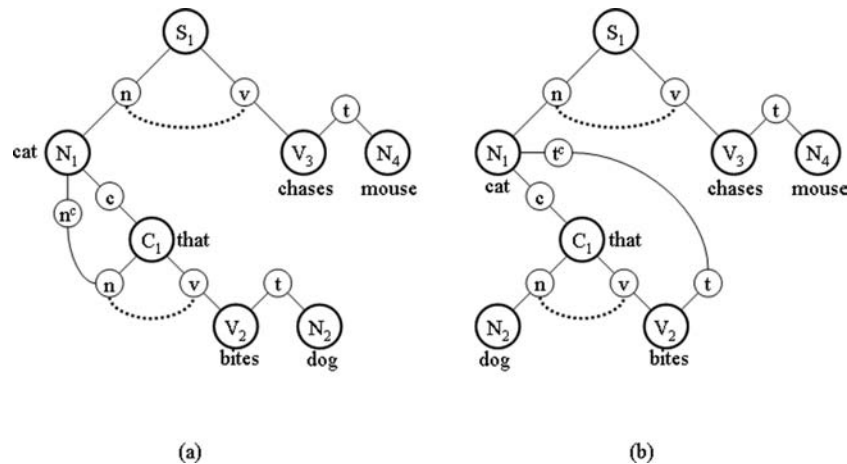 S₁ S₁
n v n v
t t
cat N₁ V₃ N₄ N₁ tᶜ V₃ N₄
chases mouse cat chases mouse
nᶜ c c
C₁ that C₁ that
n v t n v t
V₂ N₂ N₂ V₂
bites dog dog bites
(a) (b)